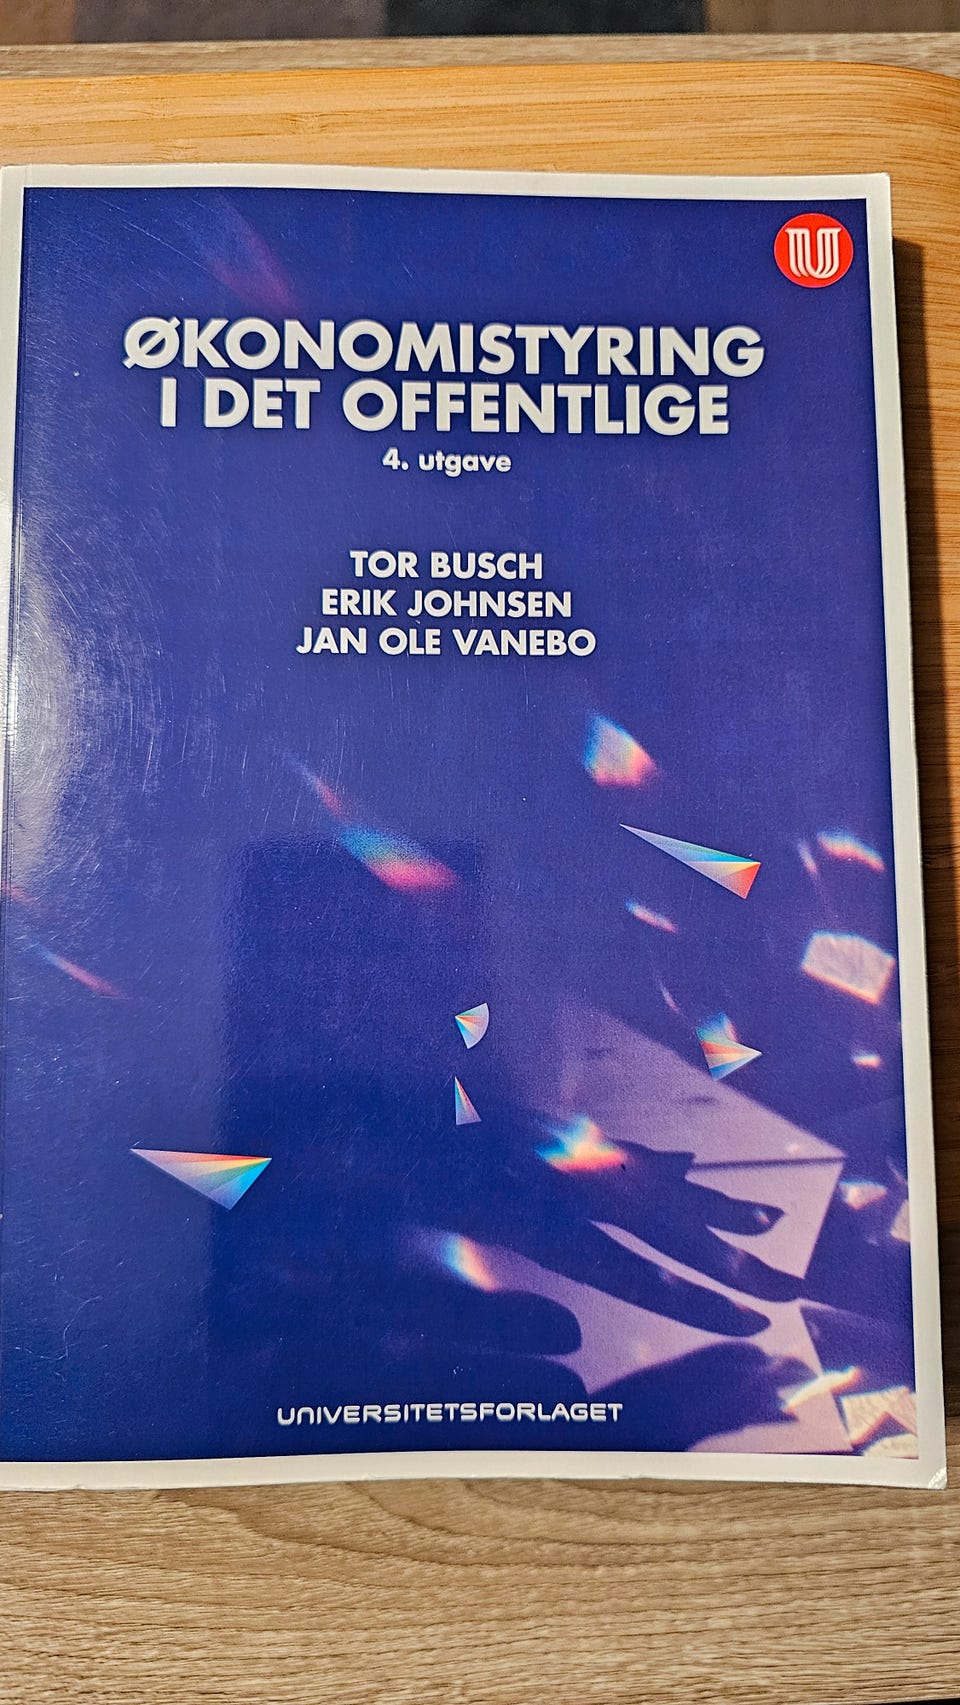 U
ØKONOMISTYRING
I DET OFFENTLIGE
4. utgave
TOR BUSCH
ERIK JOHNSEN
JAN OLE VANEBO
UNIVERSITETSFORLAGET